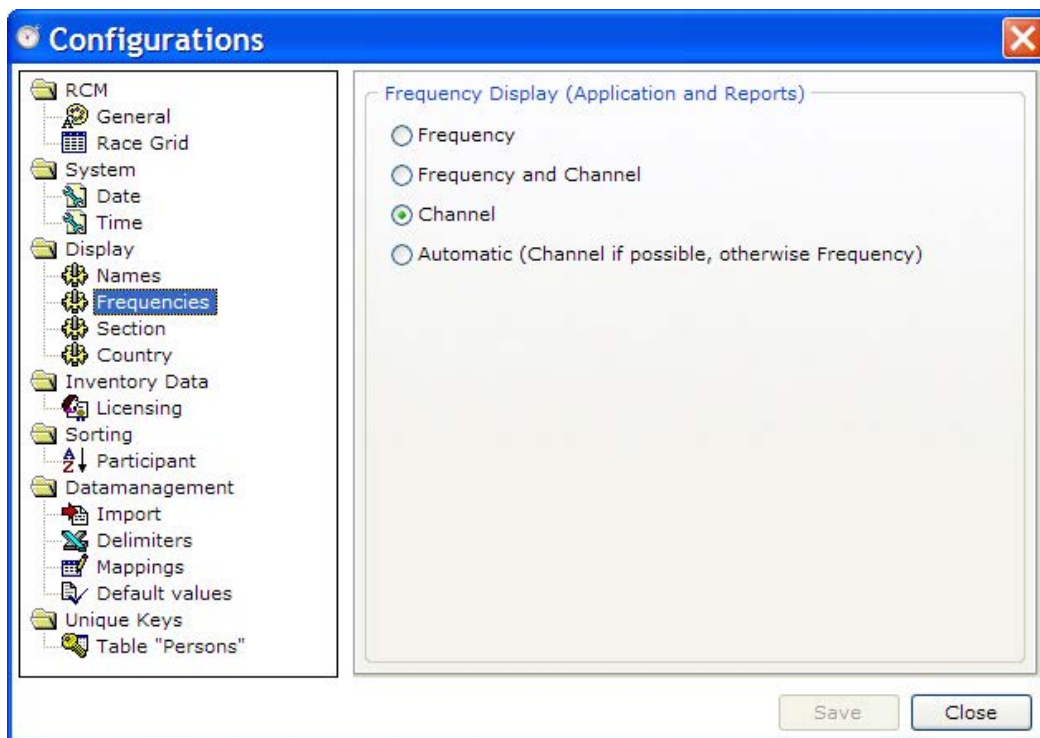 Configurations
RCM
General
Race Grid
System
Date
Time
Display
Names
Frequencies
Section
Country
Inventory Data
Licensing
Sorting
Participant
Datamanagement
Import
Delimiters
Mappings
Default values
Unique Keys
Table "Persons"
Frequency Display (Application and Reports)
Frequency
Frequency and Channel
Channel
Automatic (Channel if possible, otherwise Frequency)
Save
Close